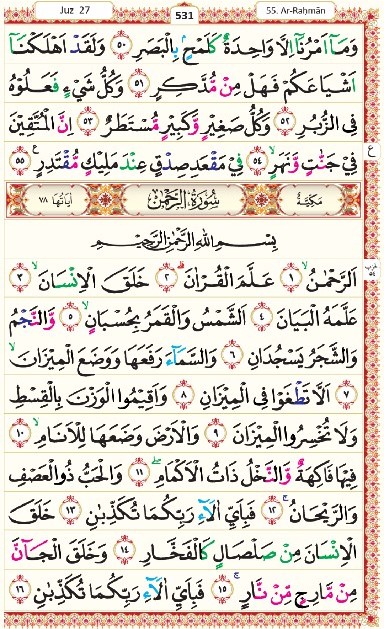 Juz 27 531 55. Ar-Raḥmān
وَمَآ اَمْرُنَآ اِلَّا وَاحِدَةٌ كَلَمْحٍۭ بِالْبَصَرِ ۝٥٠ وَلَقَدْ اَهْلَكْنَآ
اَشْيَاعَكُمْ فَهَلْ مِنْ مُّدَّكِرٍ ۝٥١ وَكُلُّ شَيْءٍ فَعَلُوْهُ
فِى الزُّبُرِ ۝٥٢ وَكُلُّ صَغِيْرٍ وَّكَبِيْرٍ مُّسْتَطَرٌ ۝٥٣ اِنَّ الْمُتَّقِيْنَ
فِيْ جَنّٰتٍ وَّنَهَرٍۙ ۝٥٤ فِيْ مَقْعَدِ صِدْقٍ عِنْدَ مَلِيْكٍ مُّقْتَدِرٍ ۝٥٥ ع
مَكِّيَّةٌ سُوْرَةُ الرَّحْمٰنِ اٰيَاتُهَا ٧٨
بِسْمِ اللّٰهِ الرَّحْمٰنِ الرَّحِيْمِ
اَلرَّحْمٰنُۙ ۝١ عَلَّمَ الْقُرْاٰنَۗ ۝٢ خَلَقَ الْاِنْسَانَۙ ۝٣
عَلَّمَهُ الْبَيَانَ ۝٤ اَلشَّمْسُ وَالْقَمَرُ بِحُسْبَانٍۙ ۝٥ وَّالنَّجْمُ
وَالشَّجَرُ يَسْجُدَانِ ۝٦ وَالسَّمَآءَ رَفَعَهَا وَوَضَعَ الْمِيْزَانَۙ
۝٧ اَلَّا تَطْغَوْا فِى الْمِيْزَانِ ۝٨ وَاَقِيْمُوا الْوَزْنَ بِالْقِسْطِ
وَلَا تُخْسِرُوا الْمِيْزَانَ ۝٩ وَالْاَرْضَ وَضَعَهَا لِلْاَنَامِۙ ۝١٠
فِيْهَا فَاكِهَةٌ وَّالنَّخْلُ ذَاتُ الْاَكْمَامِۖ ۝١١ وَالْحَبُّ ذُو الْعَصْفِ
وَالرَّيْحَانُۚ ۝١٢ فَبِاَيِّ اٰلَآءِ رَبِّكُمَا تُكَذِّبٰنِ ۝١٣ خَلَقَ
الْاِنْسَانَ مِنْ صَلْصَالٍ كَالْفَخَّارِ ۝١٤ وَخَلَقَ الْجَآنَّ
مِنْ مَّارِجٍ مِّنْ نَّارٍۚ ۝١٥ فَبِاَيِّ اٰلَآءِ رَبِّكُمَا تُكَذِّبٰنِ ۝١٦